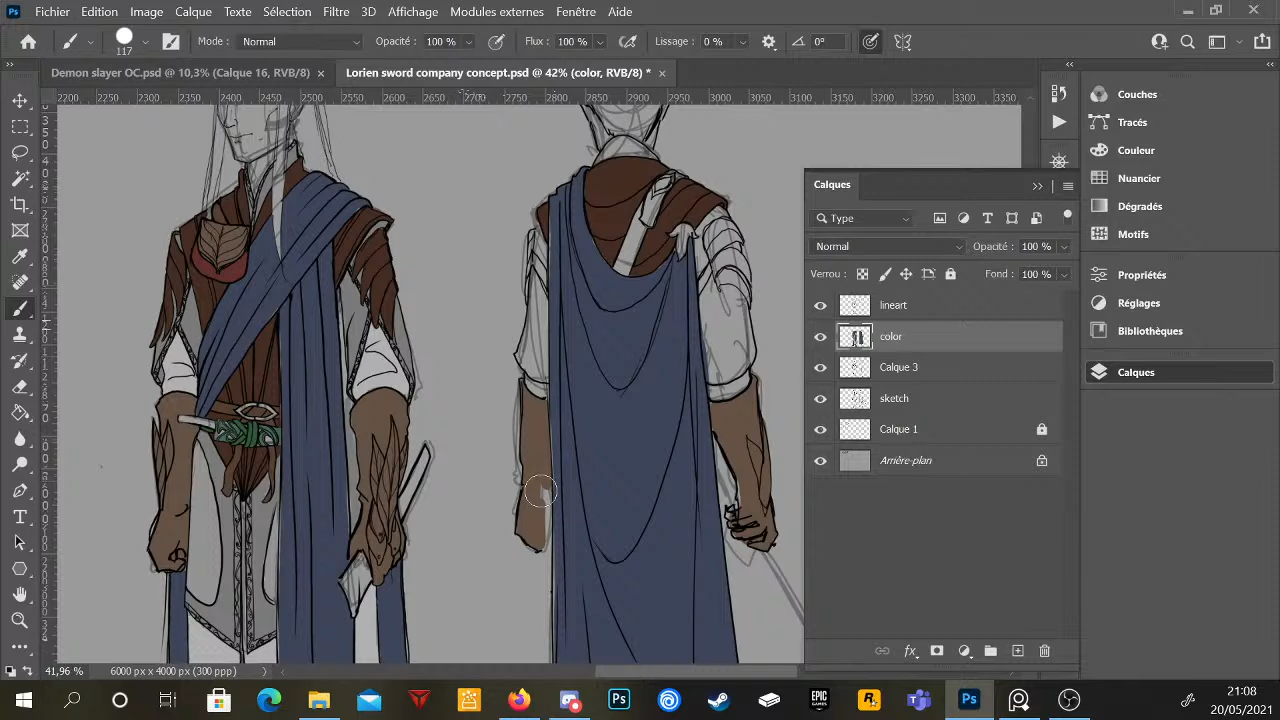 Fichier Edition Image Calque Texte Sélection Filtre 3D Affichage Modules externes Fenêtre Aide
117 Mode: Normal Opacité: 100 % Flux: 100 % Lissage: 0 % 0°
Demon slayer OC.psd @ 10,3% (Calque 16, RVB/8) × Lorien sword company concept.psd @ 42% (color, RVB/8) * ×
2200 2300 2350 2400 2450 2500 2550 2600 2650 2700 2750 2800 2850 2900 2950 3000 3050 3100 3150 3200 3250 3300 3350
Couches
Tracés
Couleur
Nuancier
Dégradés
Motifs
Propriétés
Réglages
Bibliothèques
Calques
Calques
Type
Normal Opacité : 100 %
Verrou : Fond : 100 %
lineart
color
Calque 3
sketch
Calque 1
Arrière-plan
41,96 % 6000 px x 4000 px (300 ppp)
Ps EPIC GAMES R Ps
21:08
20/05/2021